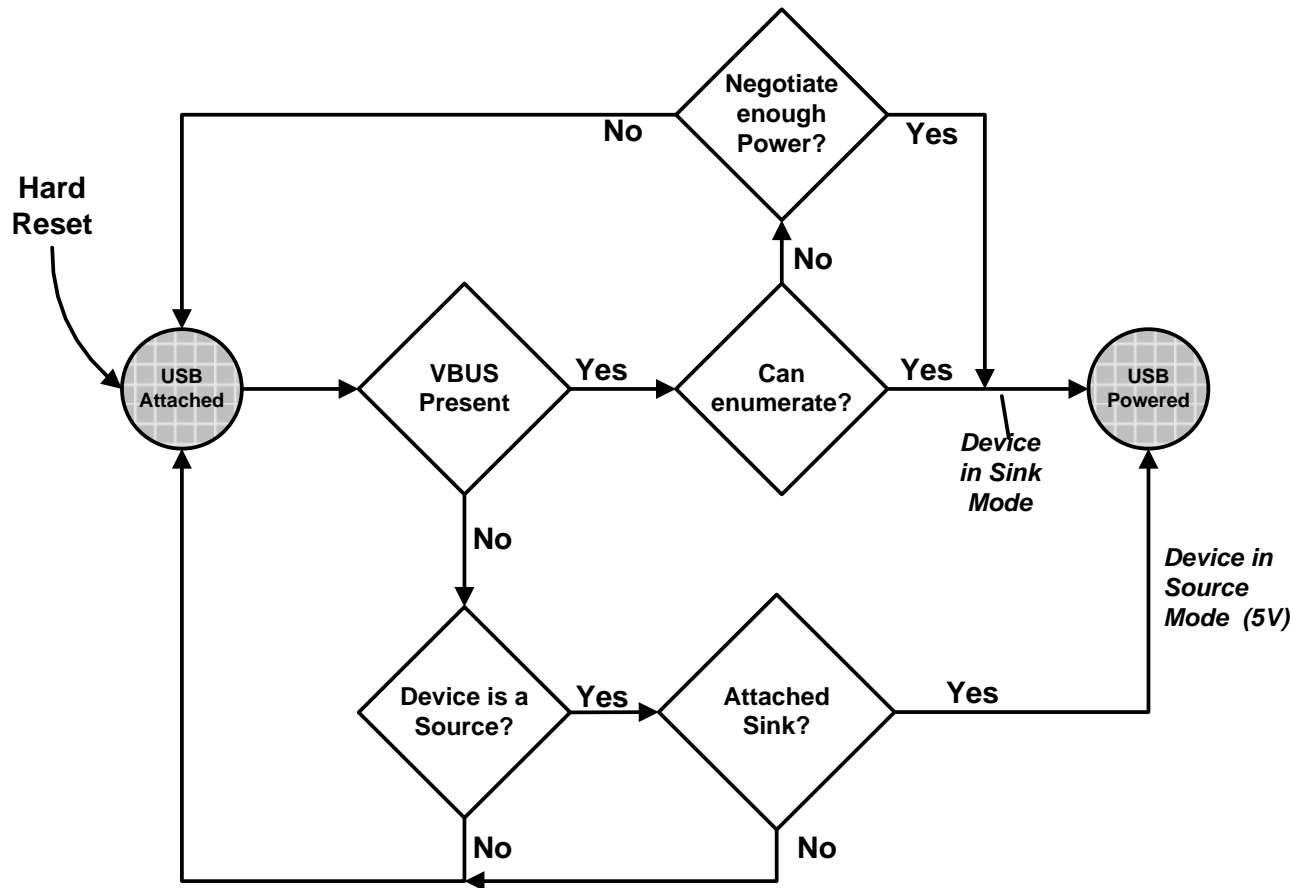 Negotiate
enough
Power?
No
Yes
Hard
Reset
No
USB
Attached
VBUS
Present
Yes
Can
enumerate?
Yes
USB
Powered
Device
in Sink
Mode
No
Device in
Source
Mode (5V)
Device is a
Source?
Yes
Attached
Sink?
Yes
No
No